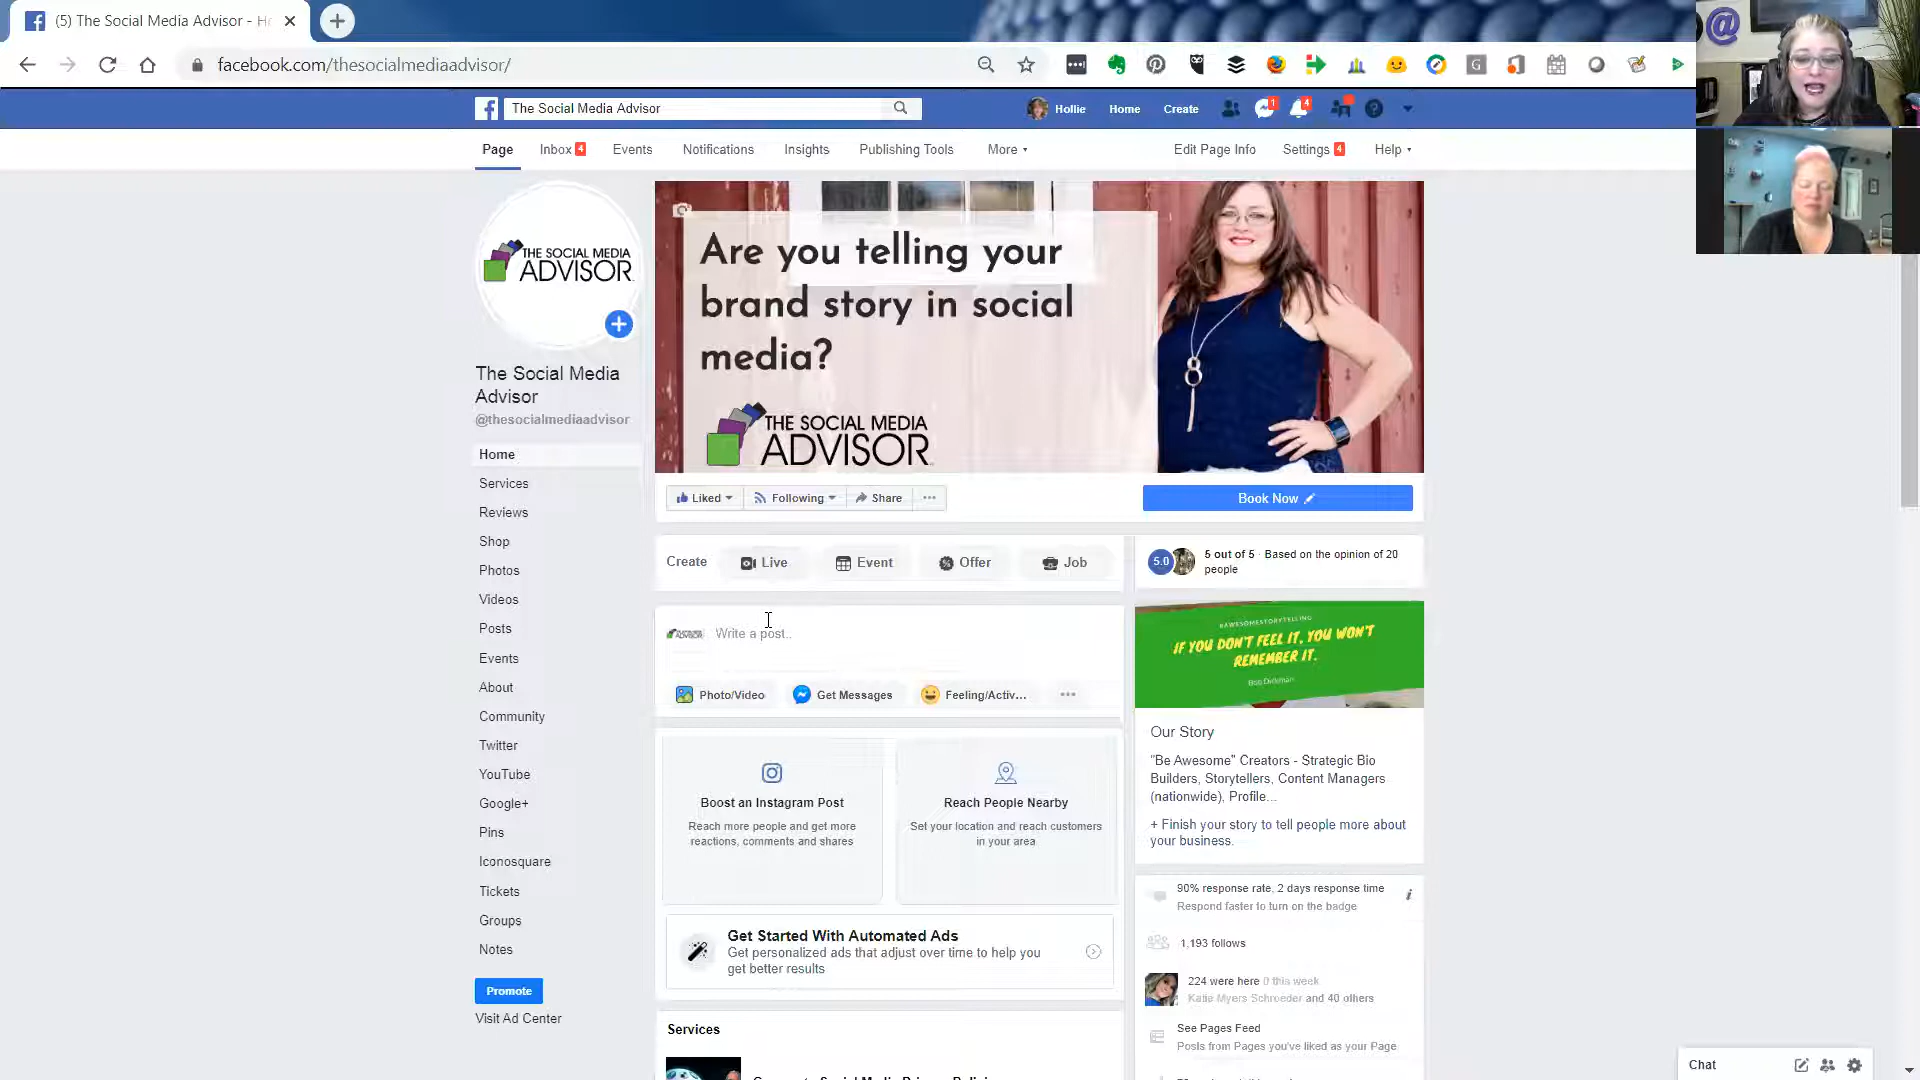 (5) The Social Media Advisor - H
facebook.com/thesocialmediaadvisor/
The Social Media Advisor
Hollie
Home
Create
1
4
Page
Inbox 4
Events
Notifications
Insights
Publishing Tools
More
Edit Page Info
Settings 4
Help
THE SOCIAL MEDIA
ADVISOR
Are you telling your
brand story in social
media?
THE SOCIAL MEDIA
ADVISOR
The Social Media
Advisor
@thesocialmediaadvisor
Home
Services
Reviews
Shop
Photos
Videos
Posts
Events
About
Community
Twitter
YouTube
Google+
Pins
Iconosquare
Tickets
Groups
Notes
Promote
Visit Ad Center
Liked
Following
Share
Book Now
Create
Live
Event
Offer
Job
Write a post..
Photo/Video
Get Messages
Feeling/Activ...
Boost an Instagram Post
Reach more people and get more
reactions, comments and shares
Reach People Nearby
Set your location and reach customers
in your area
Get Started With Automated Ads
Get personalized ads that adjust over time to help you
get better results
Services
5.0
5 out of 5 · Based on the opinion of 20
people
#AWESOMESTORYTELLING
IF YOU DON'T FEEL IT, YOU WON'T
REMEMBER IT.
Bob Dickman
Our Story
"Be Awesome" Creators - Strategic Bio
Builders, Storytellers, Content Managers
(nationwide), Profile...
+ Finish your story to tell people more about
your business.
90% response rate, 2 days response time
Respond faster to turn on the badge
1,193 follows
224 were here 0 this week
Katie Myers Schroeder and 40 others
See Pages Feed
Posts from Pages you've liked as your Page
Chat